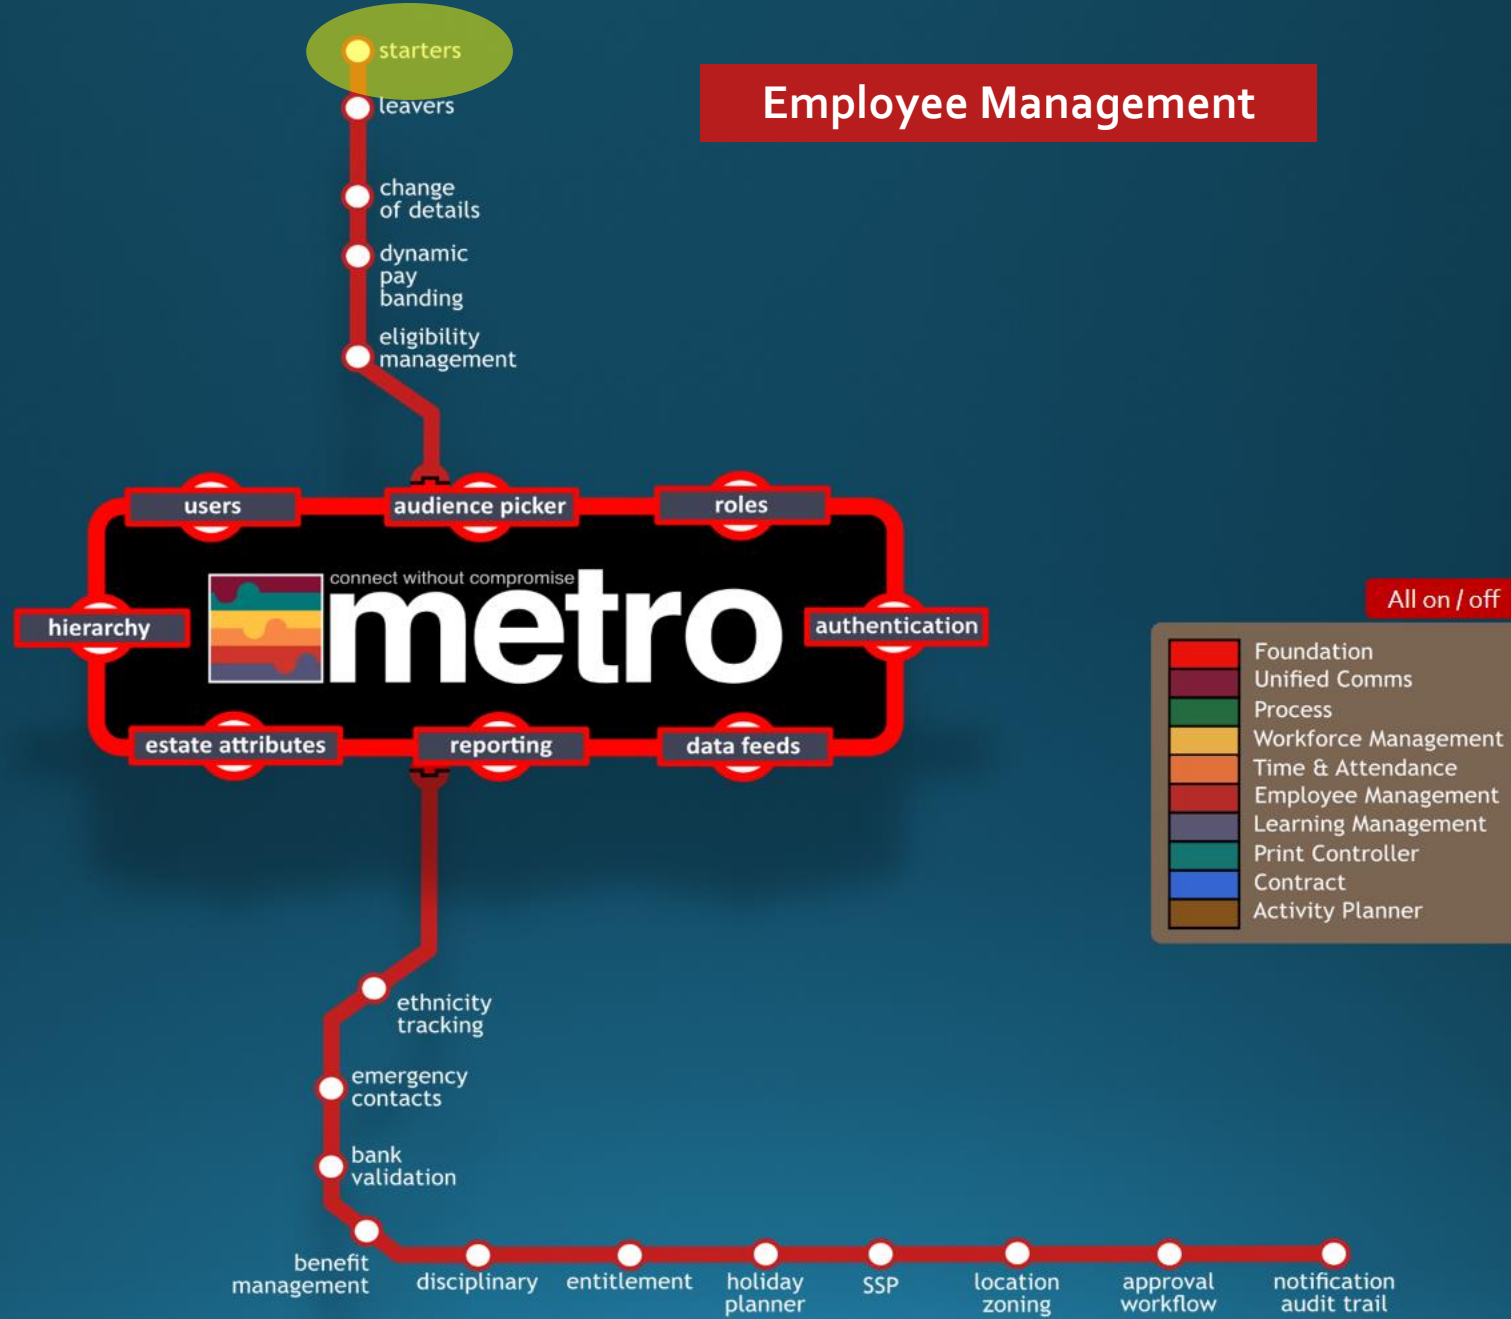 starters
Employee Management
leavers
change
of details
dynamic
pay
banding
eligibility
management
users
audience picker
roles
connect without compromise
metro
hierarchy
authentication
estate attributes
reporting
data feeds
All on / off
Foundation
Unified Comms
Process
Workforce Management
Time & Attendance
Employee Management
Learning Management
Print Controller
Contract
Activity Planner
ethnicity
tracking
emergency
contacts
bank
validation
benefit
management
disciplinary
entitlement
holiday
planner
SSP
location
zoning
approval
workflow
notification
audit trail